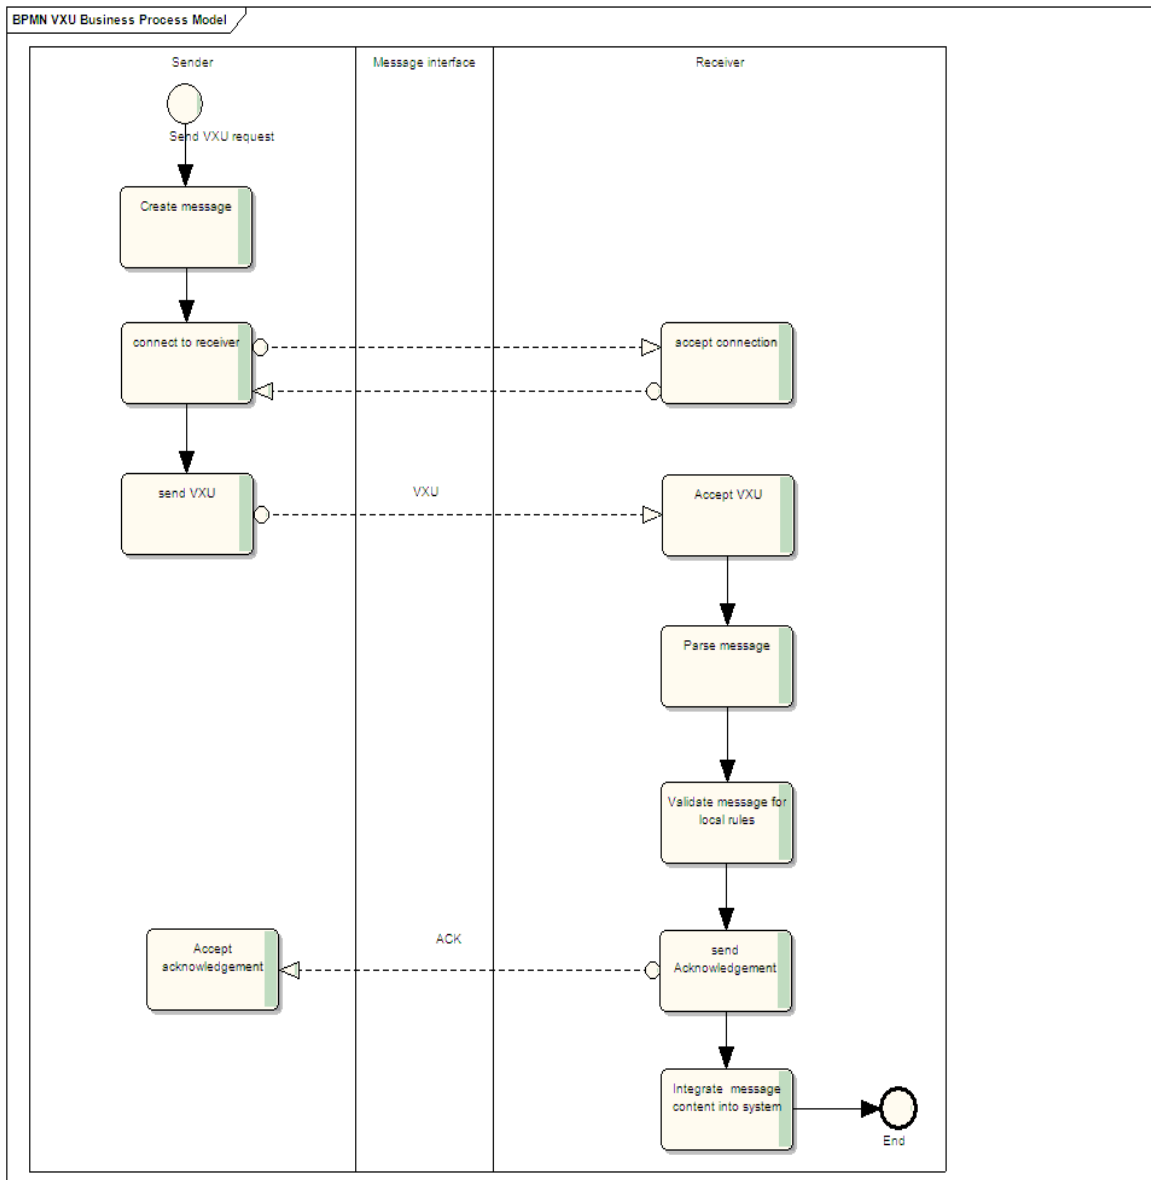 BPMN VXU Business Process Model
Sender
Message interface
Receiver
Send VXU request
Create message
connect to receiver
accept connection
send VXU
VXU
Accept VXU
Parse message
Validate message for
local rules
Accept
acknowledgement
ACK
send
Acknowledgement
Integrate message
content into system
End